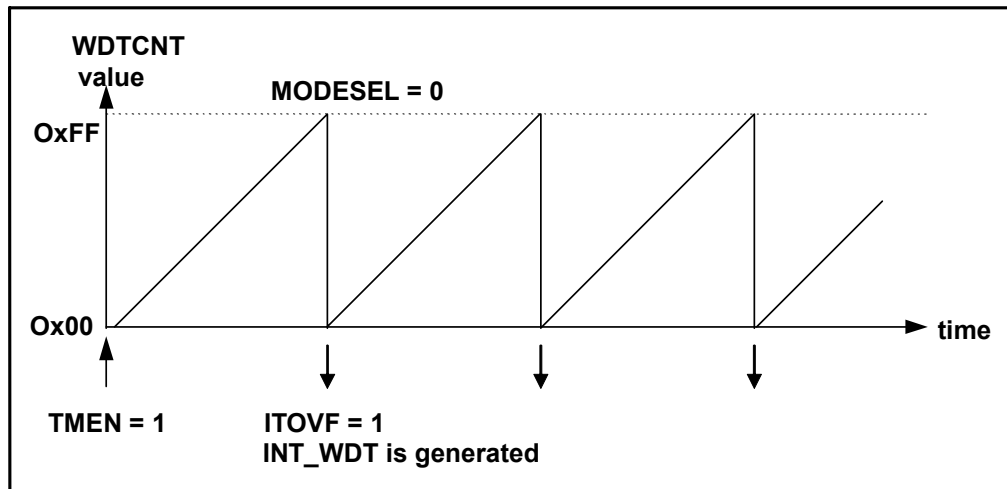 WDTCNT
value
MODESEL = 0
OxFF
Ox00
time
TMEN = 1
ITOVF = 1
INT_WDT is generated